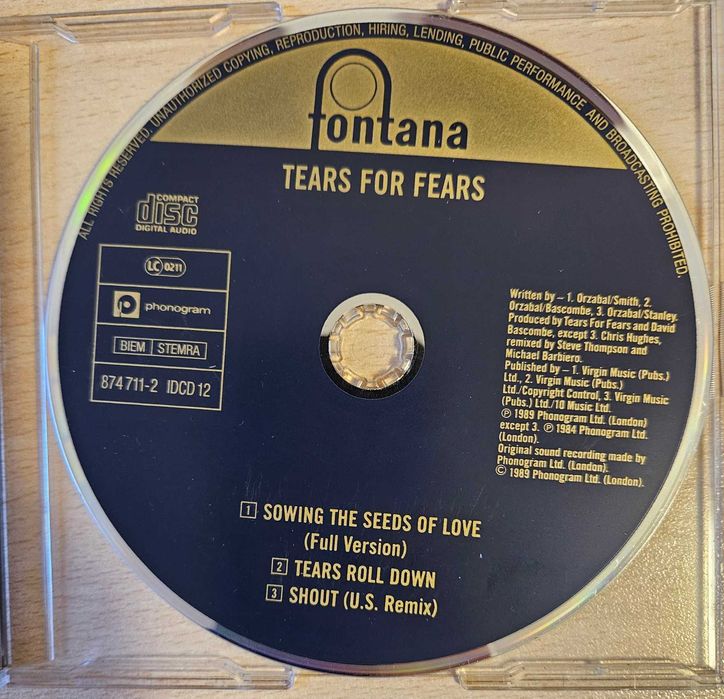 ALL RIGHTS RESERVED. UNAUTHORIZED COPYING, REPRODUCTION, HIRING, LENDING, PUBLIC PERFORMANCE AND BROADCASTING PROHIBITED.
fontana
TEARS FOR FEARS
COMPACT
disc
DIGITAL AUDIO
LC 0211
phonogram
BIEM STEMRA
874 711-2 IDCD 12
Written by – 1. Orzabal/Smith, 2.
Orzabal/Bascombe, 3. Orzabal/Stanley.
Produced by Tears For Fears and David
Bascombe, except 3. Chris Hughes,
remixed by Steve Thompson and
Michael Barbiero.
Published by – 1. Virgin Music (Pubs.)
Ltd., 2. Virgin Music (Pubs.)
Ltd./Copyright Control, 3. Virgin Music
(Pubs.) Ltd./10 Music Ltd.
℗ 1989 Phonogram Ltd. (London)
except 3. ℗ 1984 Phonogram Ltd.
(London).
Original sound recording made by
Phonogram Ltd. (London).
© 1989 Phonogram Ltd. (London).
1 SOWING THE SEEDS OF LOVE
(Full Version)
2 TEARS ROLL DOWN
3 SHOUT (U.S. Remix)